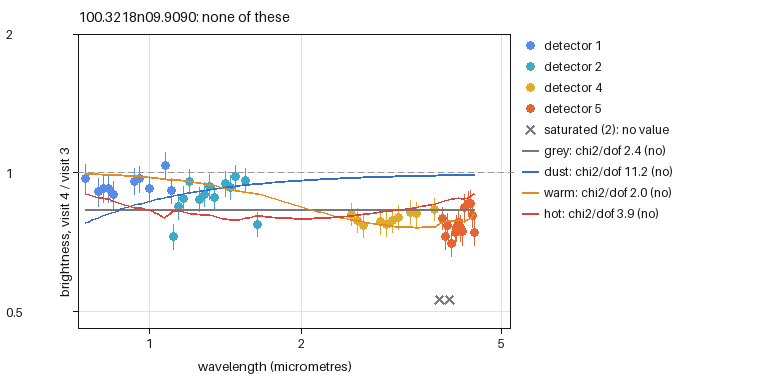 100.3218n09.9090: none of these
2
1
0.5
brightness, visit 4 / visit 3
1
2
5
wavelength (micrometres)
detector 1
detector 2
detector 4
detector 5
saturated (2): no value
grey: chi2/dof 2.4 (no)
dust: chi2/dof 11.2 (no)
warm: chi2/dof 2.0 (no)
hot: chi2/dof 3.9 (no)